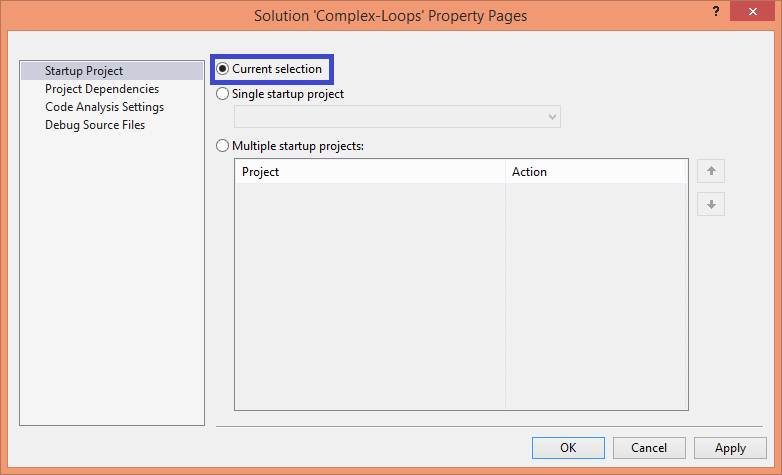 Solution 'Complex-Loops' Property Pages
?
Startup Project
Project Dependencies
Code Analysis Settings
Debug Source Files
Current selection
Single startup project
Multiple startup projects:
Project Action
OK Cancel Apply